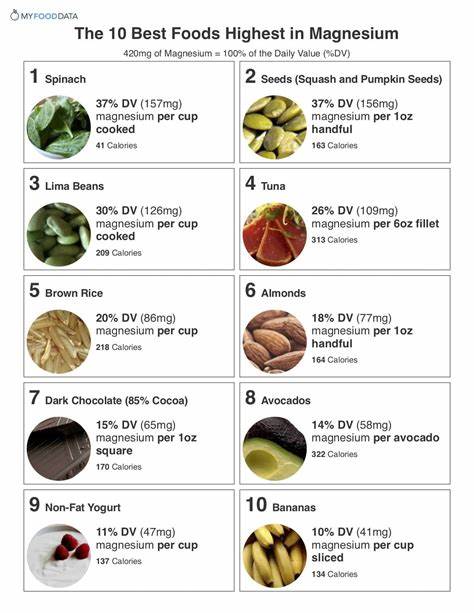 MYFOODDATA
The 10 Best Foods Highest in Magnesium
420mg of Magnesium = 100% of the Daily Value (%DV)
1 Spinach
37% DV (157mg)
magnesium per cup
cooked
41 Calories
2 Seeds (Squash and Pumpkin Seeds)
37% DV (156mg)
magnesium per 1oz
handful
163 Calories
3 Lima Beans
30% DV (126mg)
magnesium per cup
cooked
209 Calories
4 Tuna
26% DV (109mg)
magnesium per 6oz fillet
313 Calories
5 Brown Rice
20% DV (86mg)
magnesium per cup
218 Calories
6 Almonds
18% DV (77mg)
magnesium per 1oz
handful
164 Calories
7 Dark Chocolate (85% Cocoa)
15% DV (65mg)
magnesium per 1oz
square
170 Calories
8 Avocados
14% DV (58mg)
magnesium per avocado
322 Calories
9 Non-Fat Yogurt
11% DV (47mg)
magnesium per cup
137 Calories
10 Bananas
10% DV (41mg)
magnesium per cup
sliced
134 Calories